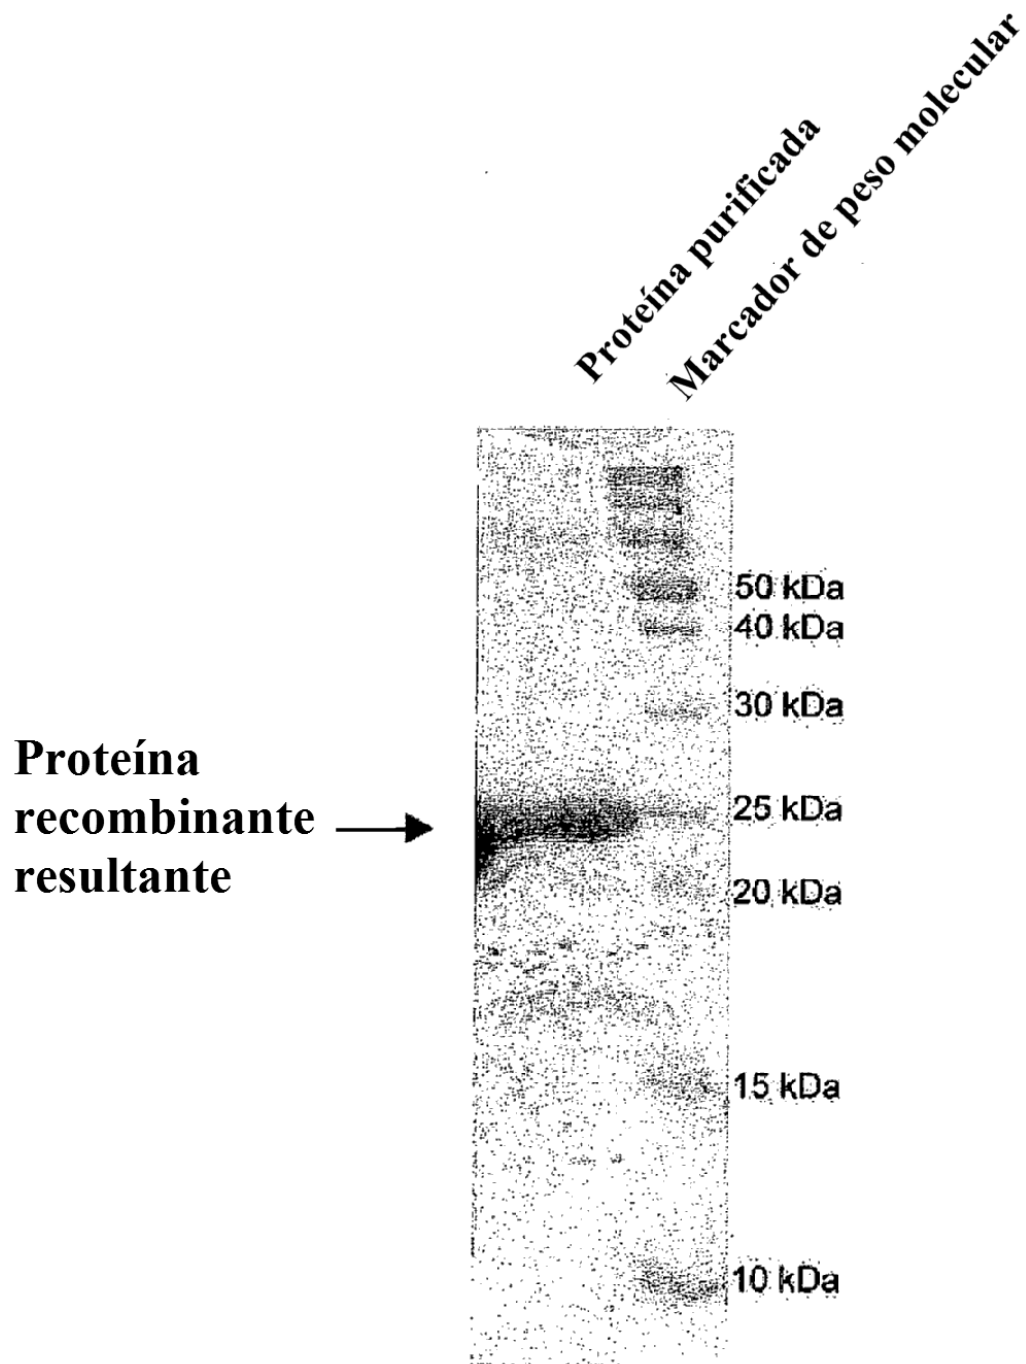 Proteína purificada
Marcador de peso molecular
50 kDa
40 kDa
30 kDa
Proteína
recombinante
resultante
25 kDa
20 kDa
15 kDa
10 kDa